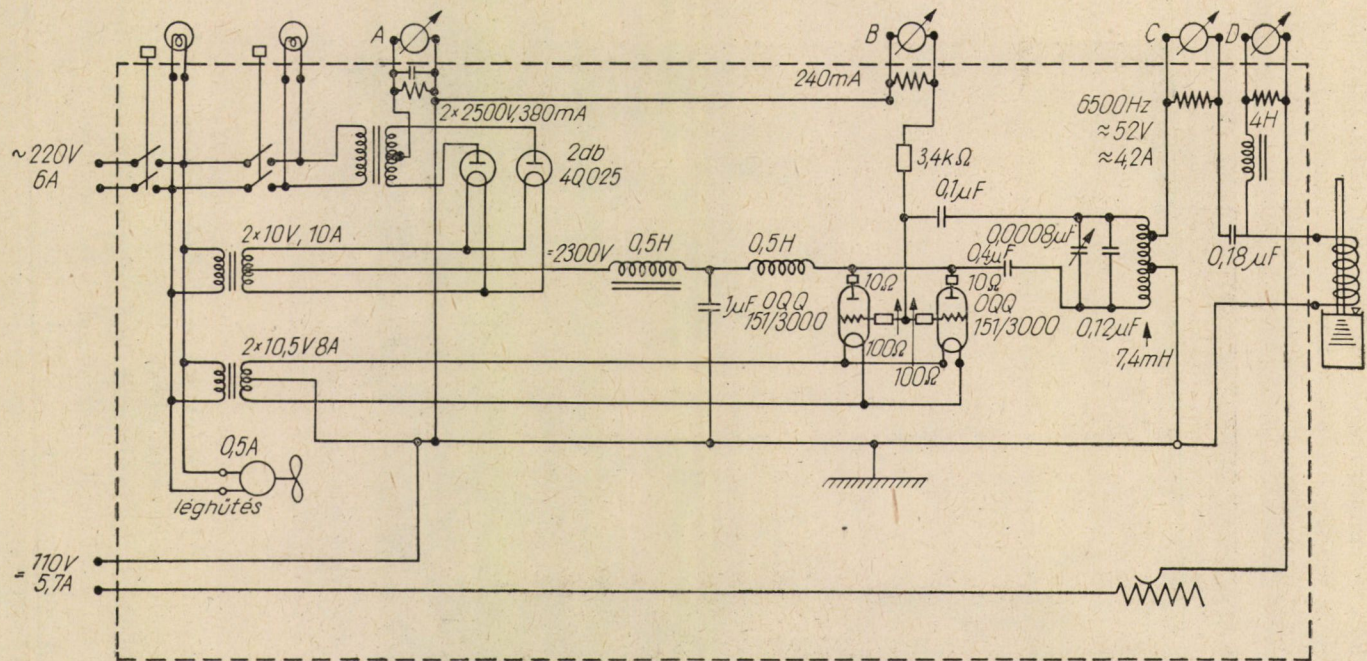 A
B
C
D
240mA
2×2500V,380mA
6500Hz
≈52V
≈4,2A
4H
~220V
6A
2db
4Q025
3,4kΩ
0,1µF
2×10V, 10A
=2300V
0,5H
0,5H
0,0008µF
0,4µF
0,18µF
10Ω
10Ω
1µF
OQQ
151/3000
OQQ
151/3000
100Ω
100Ω
0,12µF
7,4mH
2×10,5V8A
0,5A
léghűtés
= 110V
5,7A